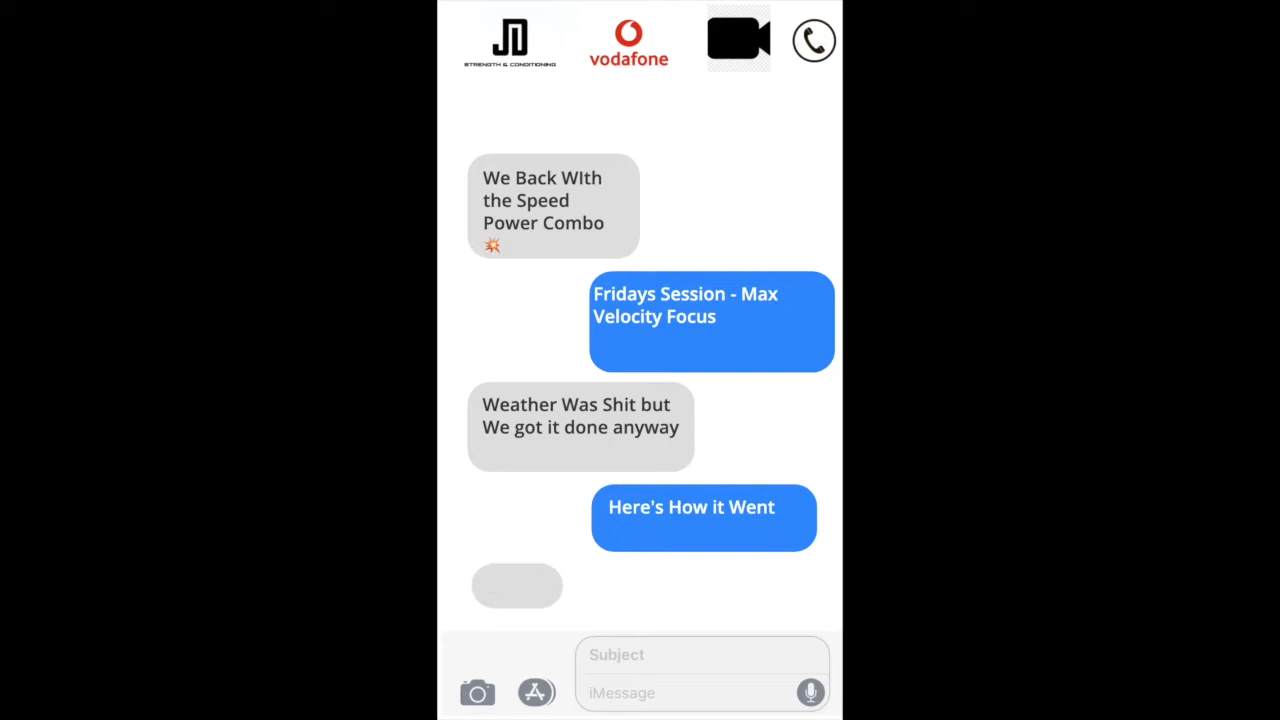 JD
STRENGTH & CONDITIONING
vodafone
We Back WIth
the Speed
Power Combo
💥
Fridays Session - Max
Velocity Focus
Weather Was Shit but
We got it done anyway
Here's How it Went
Subject
iMessage